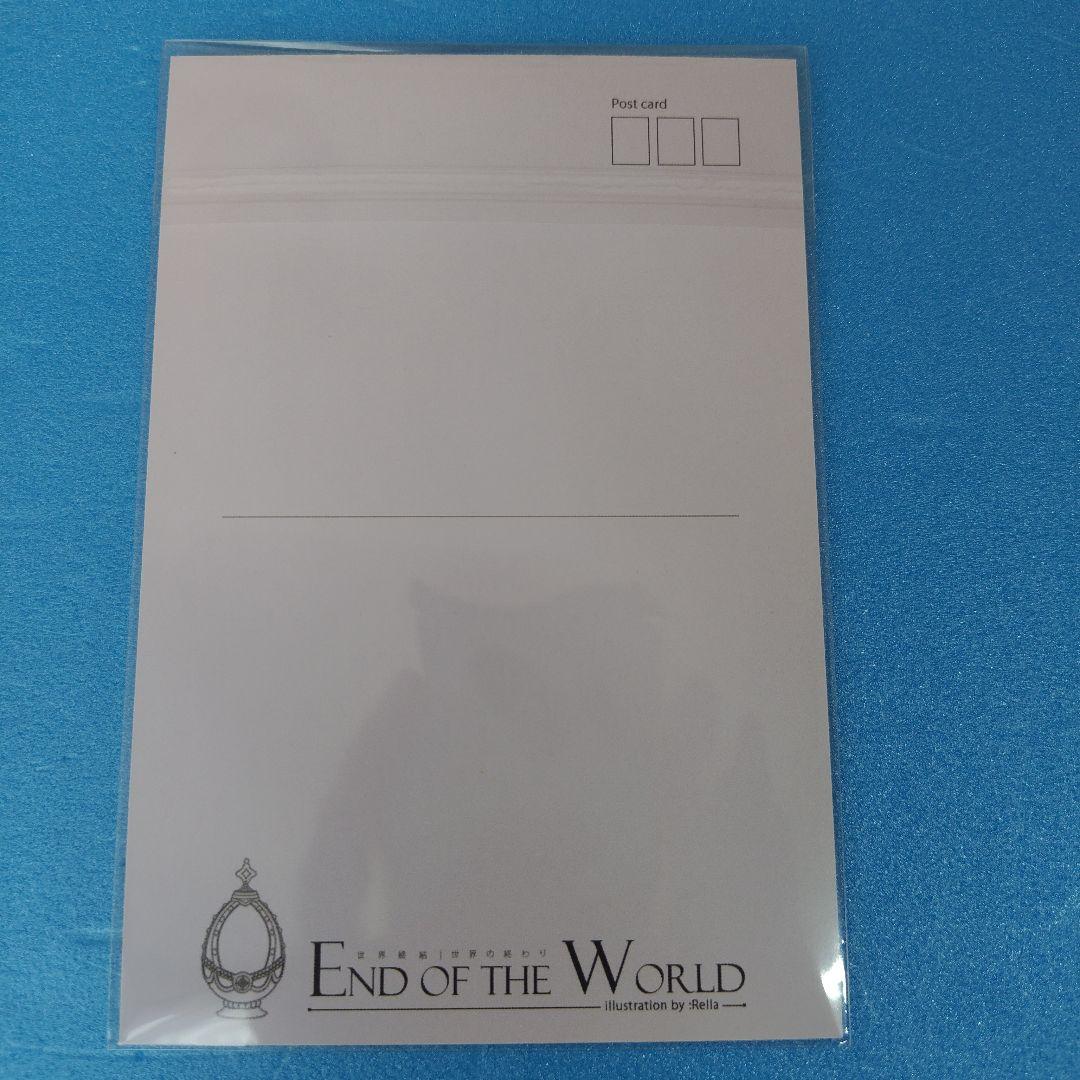 Post card
世界終結|世界の終わり
END OF THE WORLD
illustration by :Rella